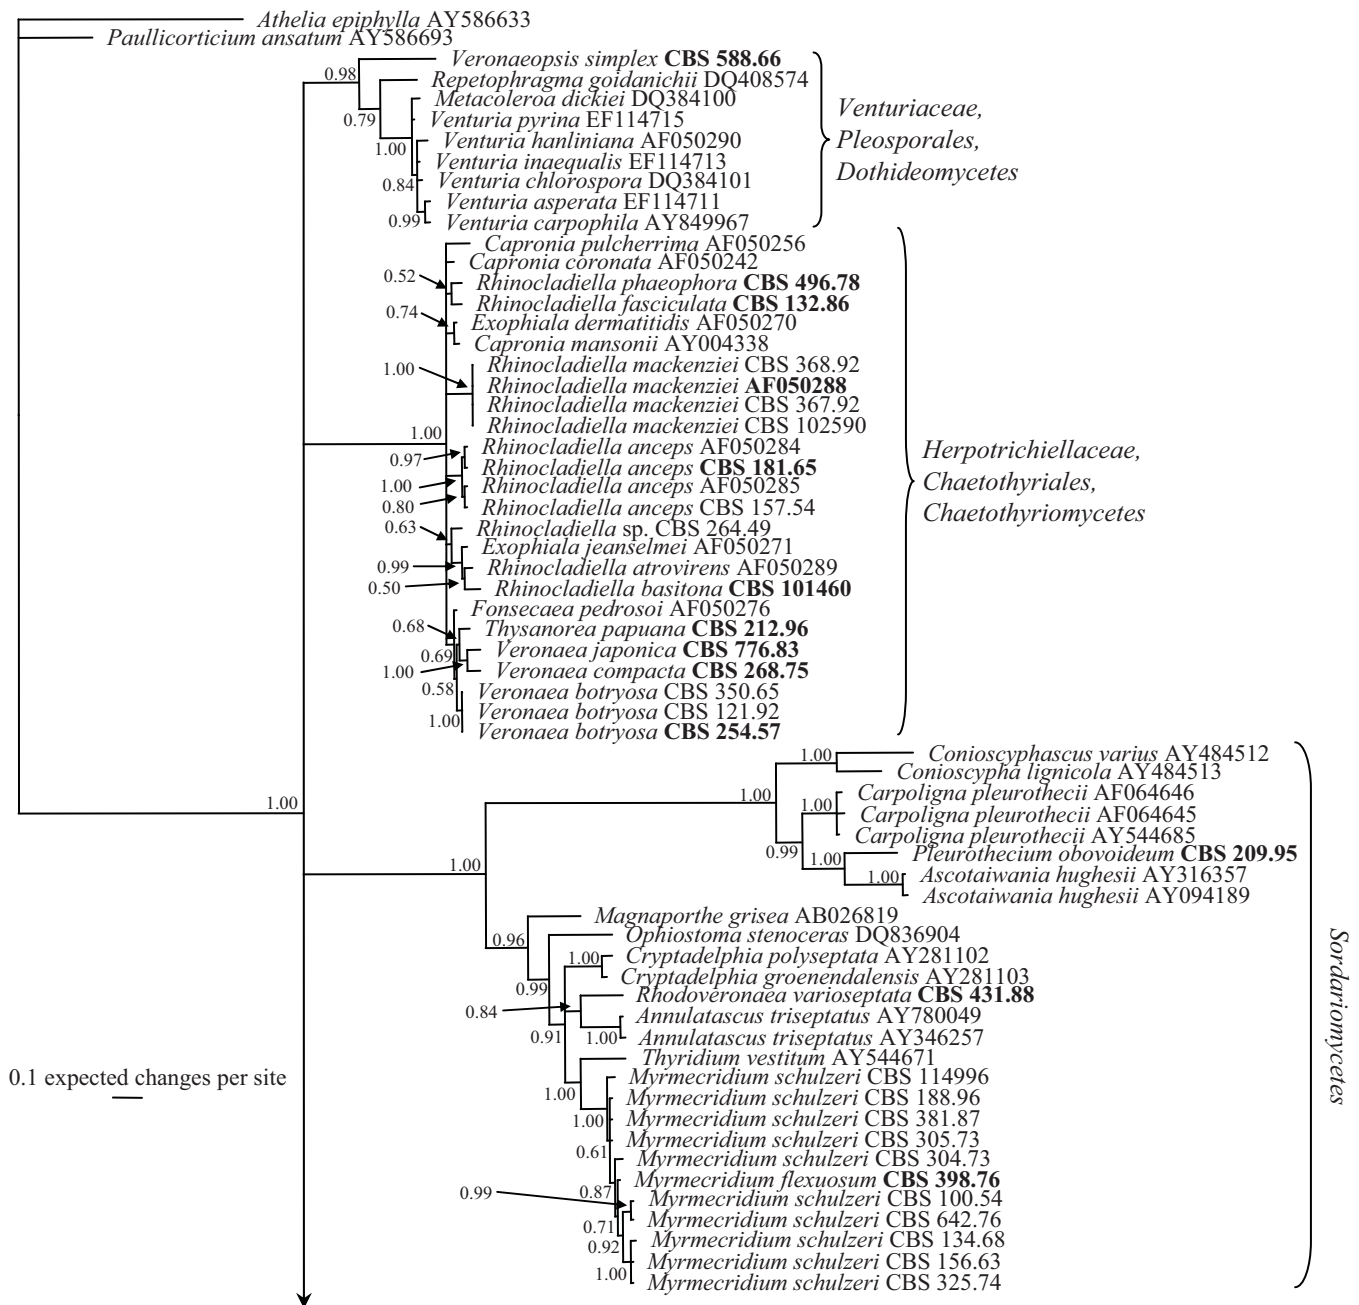 Athelia epiphylla AY586633
Paullicorticium ansatum AY586693
Veronaeopsis simplex CBS 588.66
0.98
Repetophragma goidanichii DQ408574
Metacoleroa dickiei DQ384100
Venturiaceae,
0.79
Venturia pyrina EF114715
Pleosporales,
Venturia hanliniana AF050290
1.00
Venturia inaequalis EF114713
Dothideomycetes
0.84
Venturia chlorospora DQ384101
Venturia asperata EF114711
0.99
Venturia carpophila AY849967
Capronia pulcherrima AF050256
Capronia coronata AF050242
0.52
Rhinocladiella phaeophora CBS 496.78
Rhinocladiella fasciculata CBS 132.86
0.74
Exophiala dermatitidis AF050270
Capronia mansonii AY004338
Rhinocladiella mackenziei CBS 368.92
1.00
Rhinocladiella mackenziei AF050288
Rhinocladiella mackenziei CBS 367.92
Rhinocladiella mackenziei CBS 102590
1.00
Rhinocladiella anceps AF050284
Herpotrichiellaceae,
0.97
Rhinocladiella anceps CBS 181.65
Chaetothyriales,
1.00
Rhinocladiella anceps AF050285
0.80
Rhinocladiella anceps CBS 157.54
Chaetothyriomycetes
0.63
Rhinocladiella sp. CBS 264.49
Exophiala jeanselmei AF050271
0.99
Rhinocladiella atrovirens AF050289
0.50
Rhinocladiella basitona CBS 101460
Fonsecaea pedrosoi AF050276
0.68
Thysanorea papuana CBS 212.96
0.69
Veronaea japonica CBS 776.83
1.00
Veronaea compacta CBS 268.75
0.58
Veronaea botryosa CBS 350.65
Veronaea botryosa CBS 121.92
1.00
Veronaea botryosa CBS 254.57
1.00
Conioscyphascus varius AY484512
Conioscypha lignicola AY484513
1.00
1.00
Carpoligna pleurothecii AF064646
1.00
Carpoligna pleurothecii AF064645
Carpoligna pleurothecii AY544685
0.99
Pleurothecium obovoideum CBS 209.95
1.00
1.00
Ascotaiwania hughesii AY316357
1.00
Ascotaiwania hughesii AY094189
Magnaporthe grisea AB026819
0.96
Ophiostoma stenoceras DQ836904
1.00
Cryptadelphia polyseptata AY281102
Cryptadelphia groenendalensis AY281103
0.99
Rhodoveronaea varioseptata CBS 431.88
0.84
Annulatascus triseptatus AY780049
0.91
1.00
Annulatascus triseptatus AY346257
Thyridium vestitum AY544671
Sordariomycetes
0.1 expected changes per site
Myrmecridium schulzeri CBS 114996
1.00
Myrmecridium schulzeri CBS 188.96
1.00
Myrmecridium schulzeri CBS 381.87
Myrmecridium schulzeri CBS 305.73
0.61
Myrmecridium schulzeri CBS 304.73
Myrmecridium flexuosum CBS 398.76
0.99
0.87
Myrmecridium schulzeri CBS 100.54
Myrmecridium schulzeri CBS 642.76
0.71
Myrmecridium schulzeri CBS 134.68
0.92
Myrmecridium schulzeri CBS 156.63
1.00
Myrmecridium schulzeri CBS 325.74